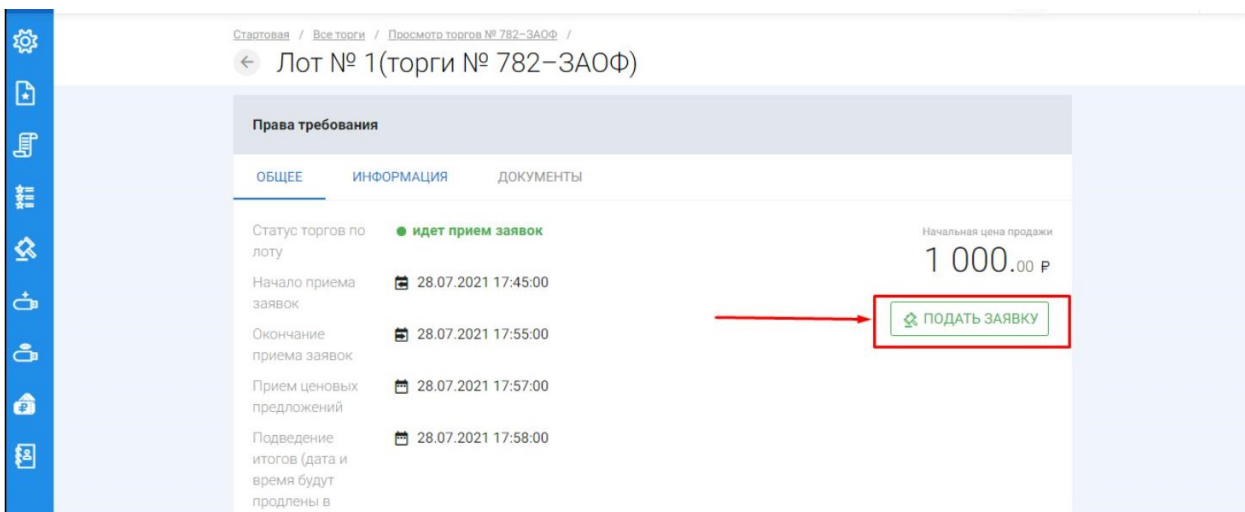 Стартовая / Все торги / Просмотр торгов № 782-ЗАОФ /
Лот № 1(торги № 782-ЗАОФ)
Права требования
ОБЩЕЕ ИНФОРМАЦИЯ ДОКУМЕНТЫ
Статус торгов по
лоту
идет прием заявок
Начальная цена продажи
1 000.00 ₽
ПОДАТЬ ЗАЯВКУ
Начало приема
заявок
28.07.2021 17:45:00
Окончание
приема заявок
28.07.2021 17:55:00
Прием ценовых
предложений
28.07.2021 17:57:00
Подведение
итогов (дата и
время будут
продлены в
28.07.2021 17:58:00